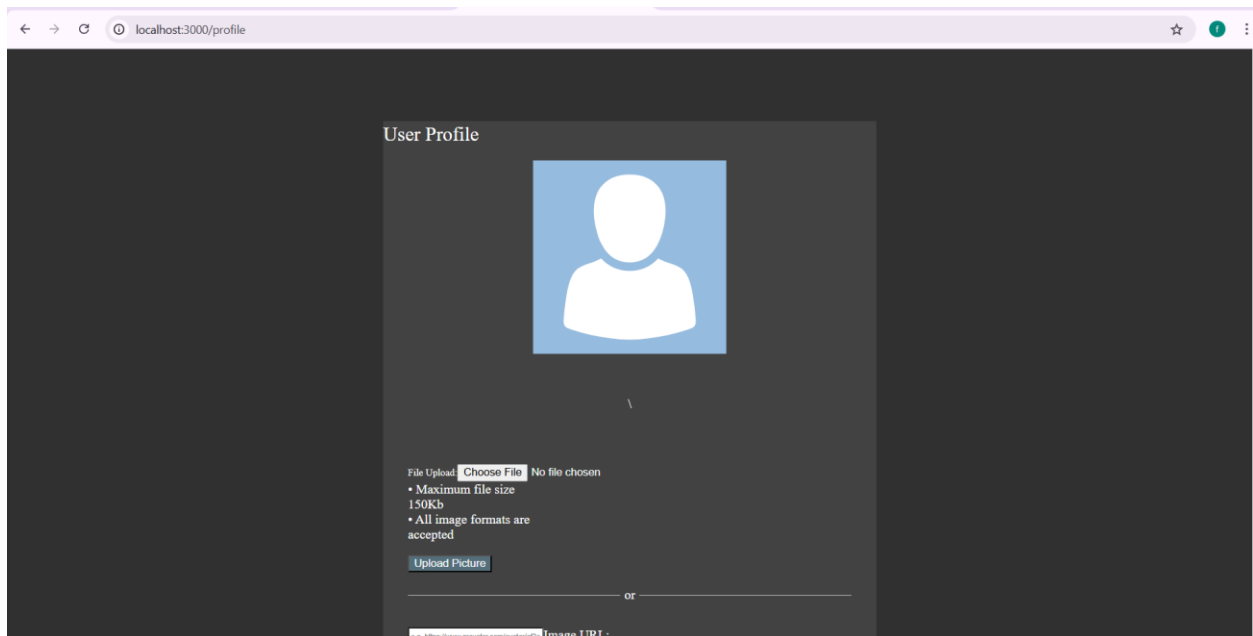 localhost:3000/profile
User Profile
\
File Upload: Choose File No file chosen
• Maximum file size
150Kb
• All image formats are
accepted
Upload Picture
or
Image URL: